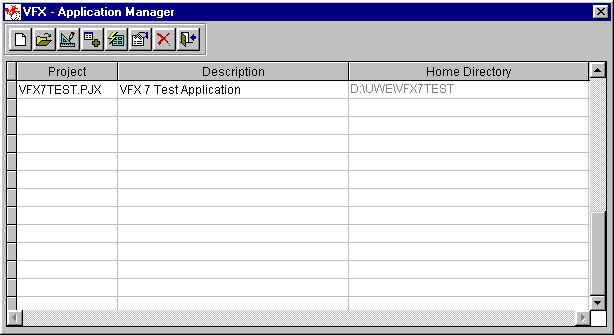 VFX - Application Manager
Project Description Home Directory
VFX7TEST.PJX VFX 7 Test Application D:\UWE\VFX7TEST